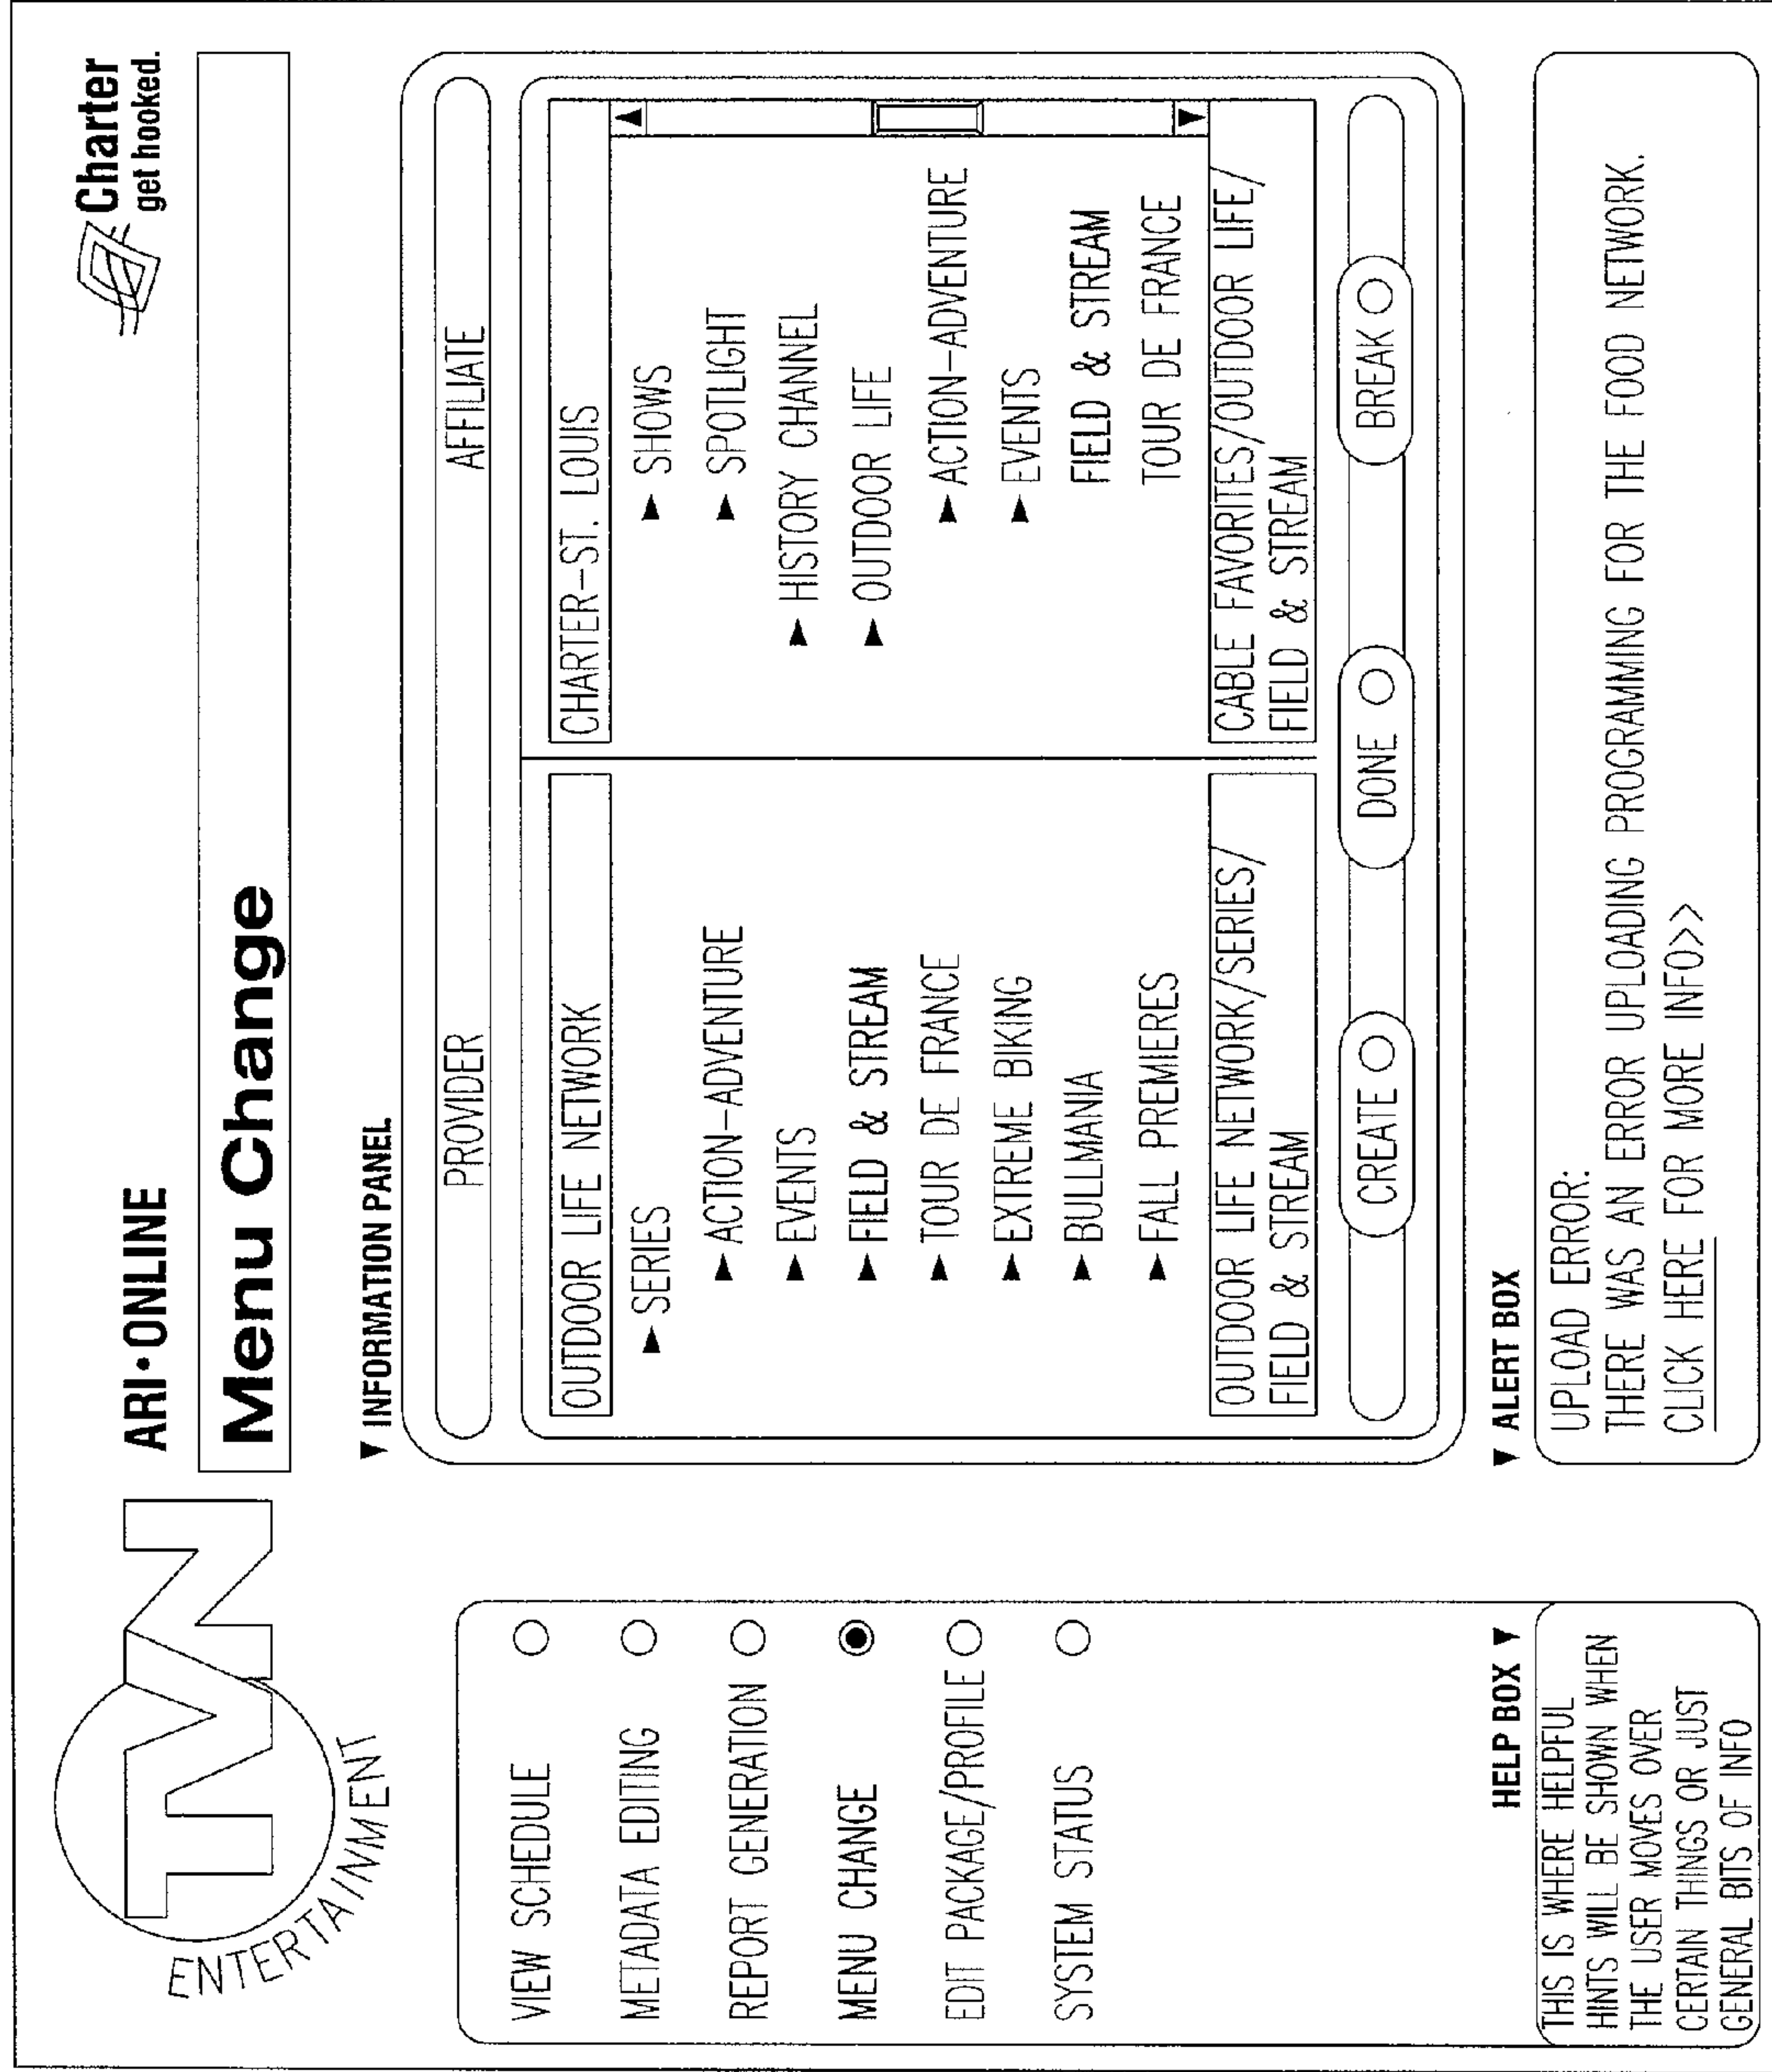 TVN
ENTERTAINMENT
ARI•ONLINE
Charter
get hooked.
Menu Change
VIEW SCHEDULE
METADATA EDITING
REPORT GENERATION
MENU CHANGE
EDIT PACKAGE/PROFILE
SYSTEM STATUS
HELP BOX ▼
THIS IS WHERE HELPFUL
HINTS WILL BE SHOWN WHEN
THE USER MOVES OVER
CERTAIN THINGS OR JUST
GENERAL BITS OF INFO
▼ INFORMATION PANEL
PROVIDER
AFFILIATE
OUTDOOR LIFE NETWORK
► SERIES
► ACTION-ADVENTURE
► EVENTS
► FIELD & STREAM
► TOUR DE FRANCE
► EXTREME BIKING
► BULLMANIA
► FALL PREMIERES
OUTDOOR LIFE NETWORK/SERIES/
FIELD & STREAM
CHARTER-ST. LOUIS
► SHOWS
► SPOTLIGHT
► HISTORY CHANNEL
► OUTDOOR LIFE
► ACTION-ADVENTURE
► EVENTS
FIELD & STREAM
TOUR DE FRANCE
CABLE FAVORITES/OUTDOOR LIFE/
FIELD & STREAM
CREATE
DONE
BREAK
▼ ALERT BOX
UPLOAD ERROR:
THERE WAS AN ERROR UPLOADING PROGRAMMING FOR THE FOOD NETWORK.
CLICK HERE FOR MORE INFO>>